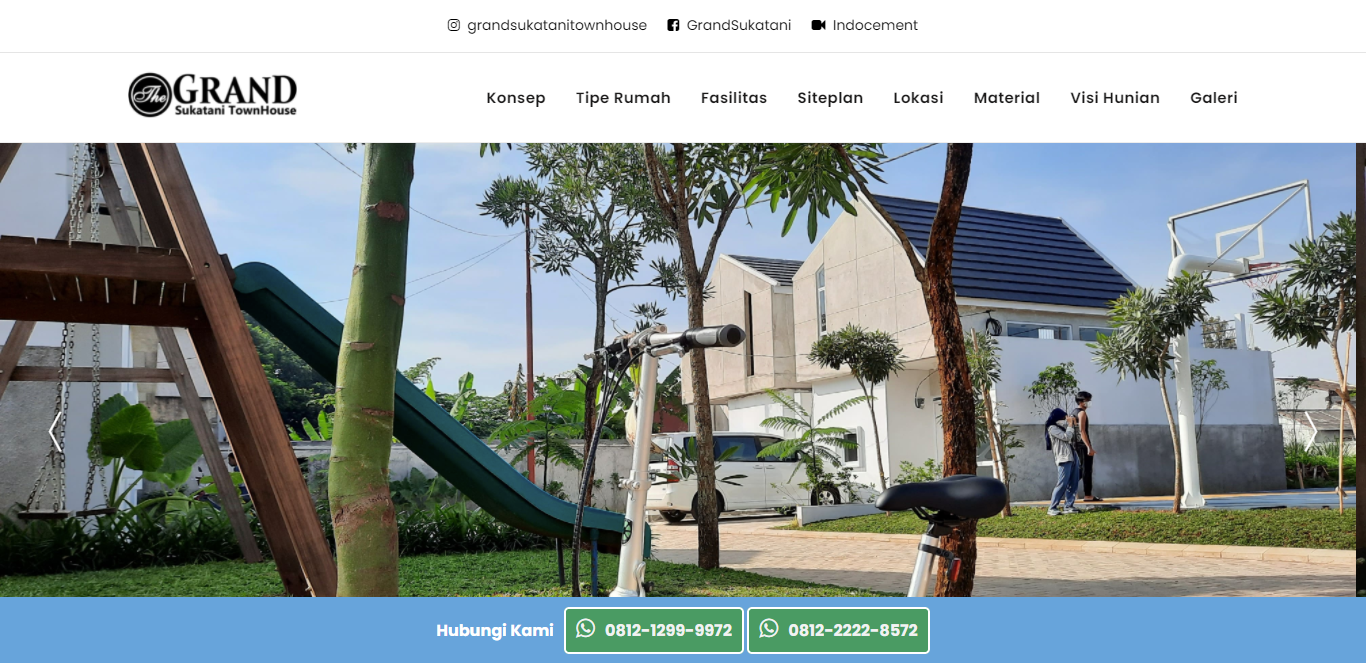 grandsukatanitownhouse GrandSukatani Indocement
The GRAND
Sukatani TownHouse
Konsep Tipe Rumah Fasilitas Siteplan Lokasi Material Visi Hunian Galeri
Hubungi Kami 0812-1299-9972 0812-2222-8572